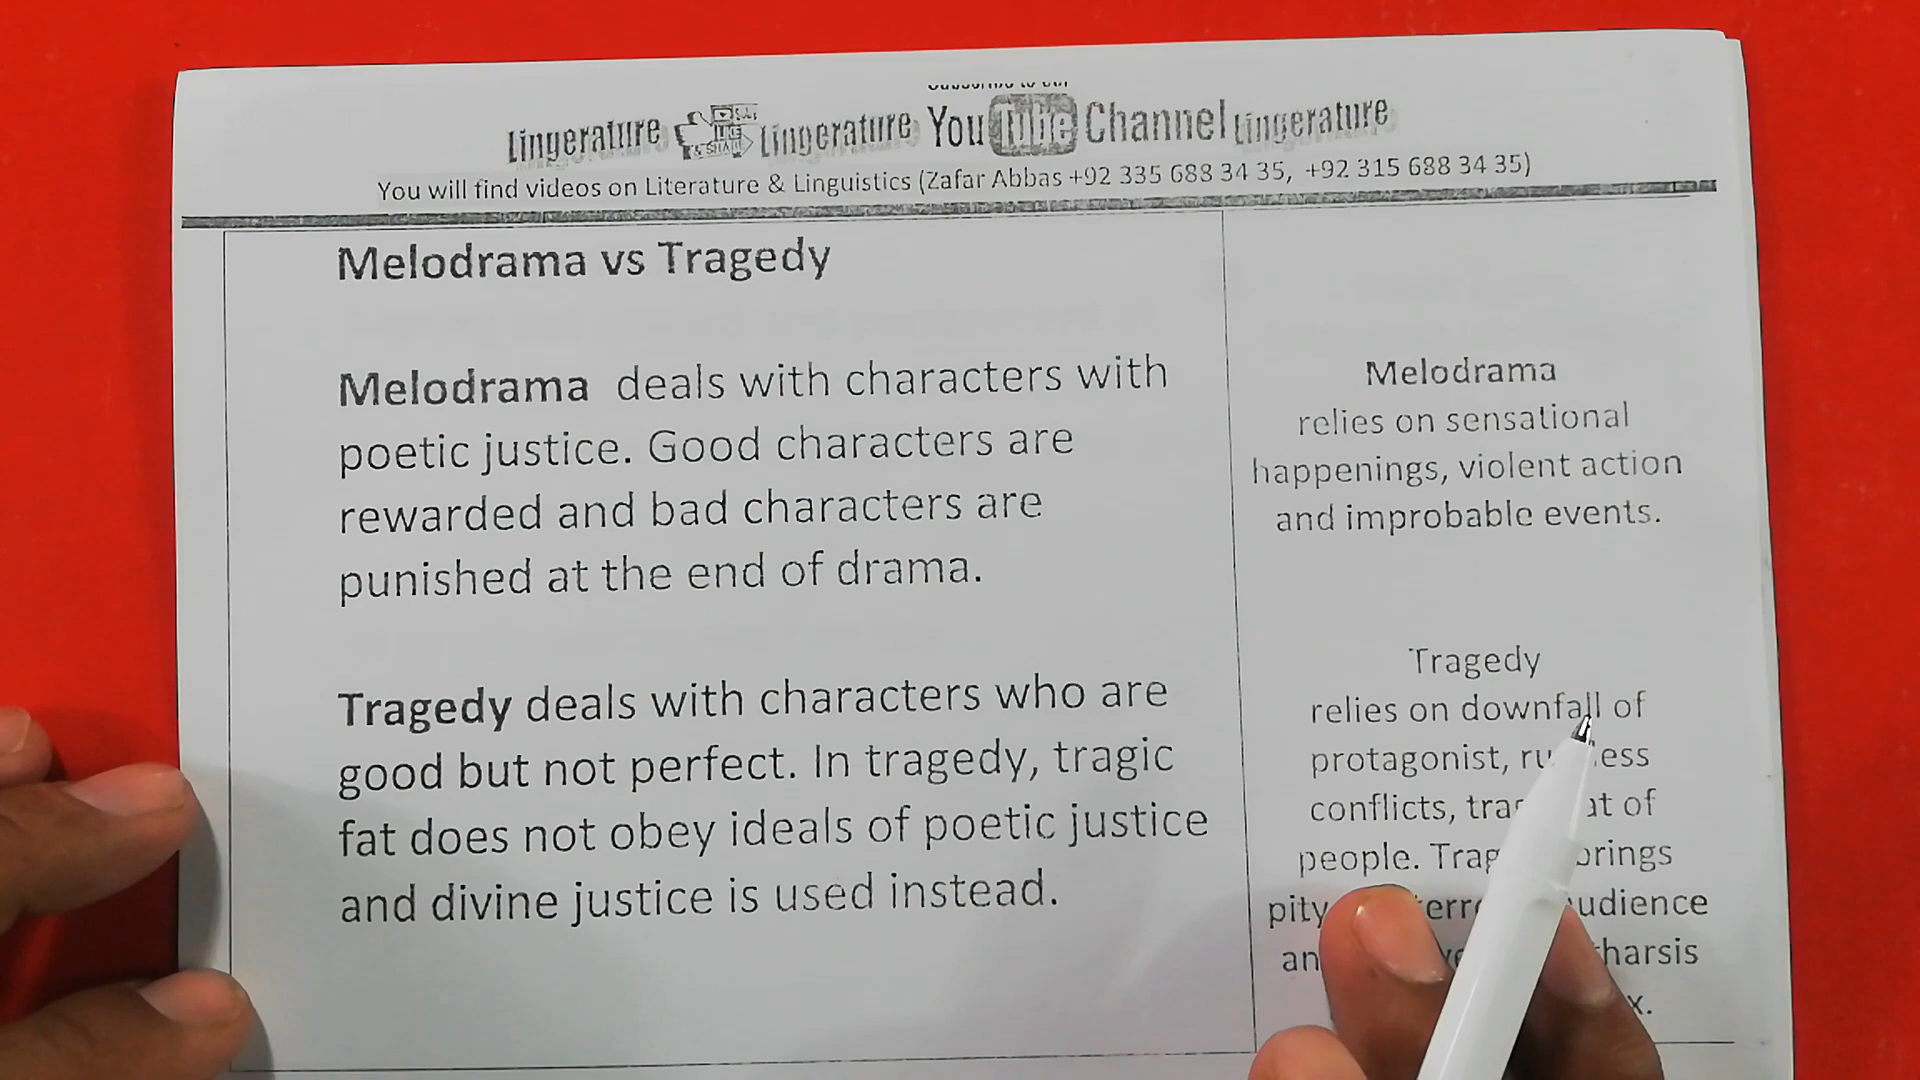 Lingerature LIKE & SHARE Lingerature YouTube Channel Lingerature
You will find videos on Literature & Linguistics (Zafar Abbas +92 335 688 34 35, +92 315 688 34 35)
Melodrama vs Tragedy
Melodrama deals with characters with
poetic justice. Good characters are
rewarded and bad characters are
punished at the end of drama.
Tragedy deals with characters who are
good but not perfect. In tragedy, tragic
fat does not obey ideals of poetic justice
and divine justice is used instead.
Melodrama
relies on sensational
happenings, violent action
and improbable events.
Tragedy
relies on downfall of
protagonist,
conflicts, of
people.
pity